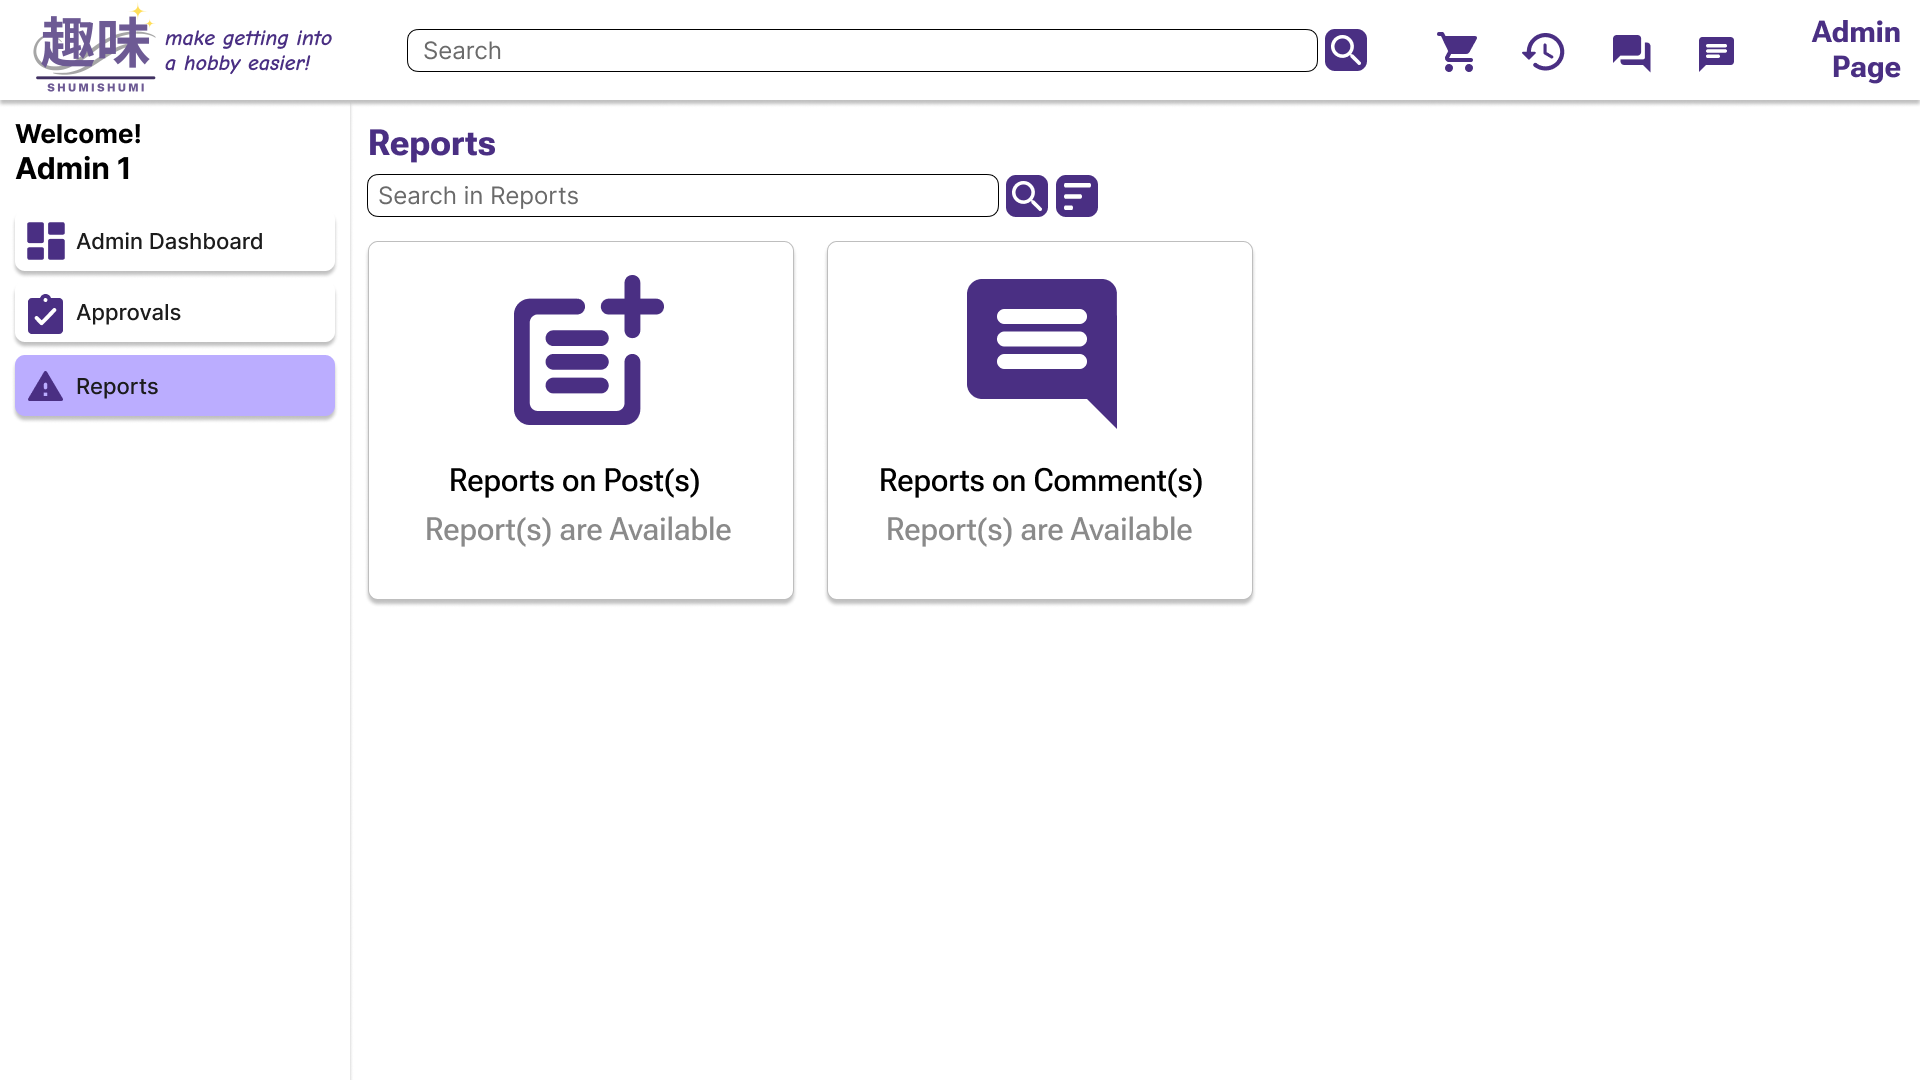 趣味
SHUMISHUMI
make getting into
a hobby easier!
Search
Admin
Page
Welcome!
Admin 1
Admin Dashboard
Approvals
Reports
Reports
Search in Reports
Reports on Post(s)
Report(s) are Available
Reports on Comment(s)
Report(s) are Available